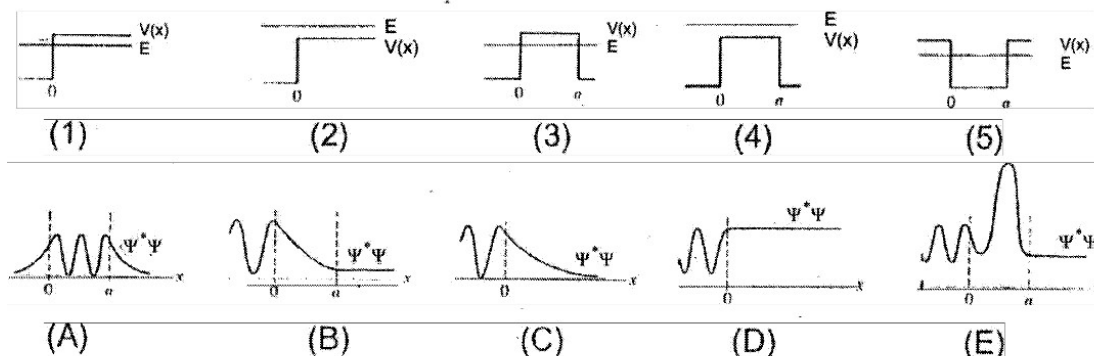 V(x) E 0
E V(x) 0
V(x) E 0 a
E V(x) 0 a
V(x) E 0 a
(1) (2) (3) (4) (5)
Ψ*Ψ 0 a x
Ψ*Ψ 0 a x
Ψ*Ψ 0 x
Ψ*Ψ 0 x
Ψ*Ψ 0 a
(A) (B) (C) (D) (E)